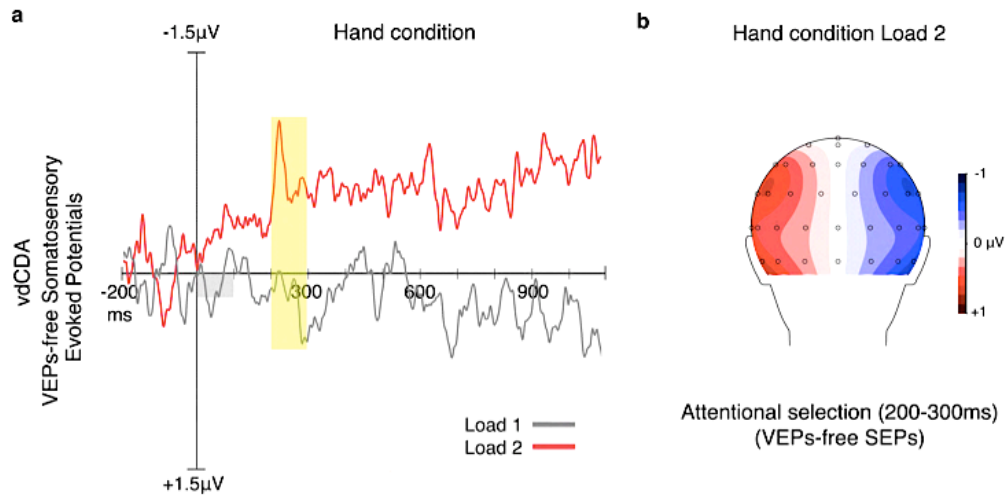 a
-1.5µV
Hand condition
vdCDA
VEPs-free Somatosensory
Evoked Potentials
-200
300
600
900
ms
Load 1
Load 2
+1.5µV
b
Hand condition Load 2
-1
0 µV
+1
Attentional selection (200-300ms)
(VEPs-free SEPs)